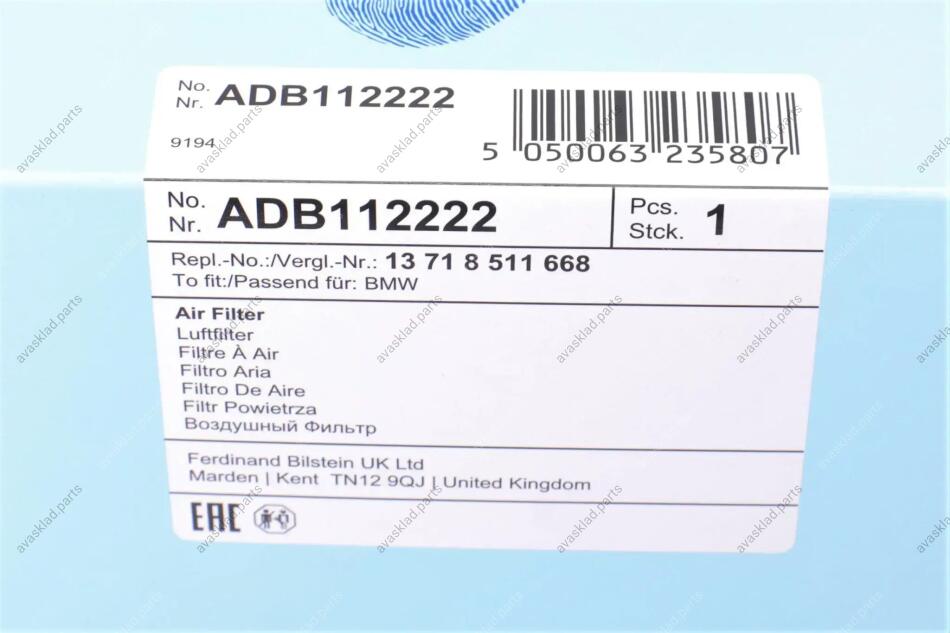 No.
Nr. ADB112222
9194
5 050063 235807
No.
Nr. ADB112222
Pcs.
Stck. 1
Repl.-No.:/Vergl.-Nr.: 13 71 8 511 668
To fit:/Passend für: BMW
Air Filter
Luftfilter
Filtre À Air
Filtro Aria
Filtro De Aire
Filtr Powietrza
Воздушный Фильтр
Ferdinand Bilstein UK Ltd
Marden | Kent TN12 9QJ | United Kingdom
EAC
avasklad.parts